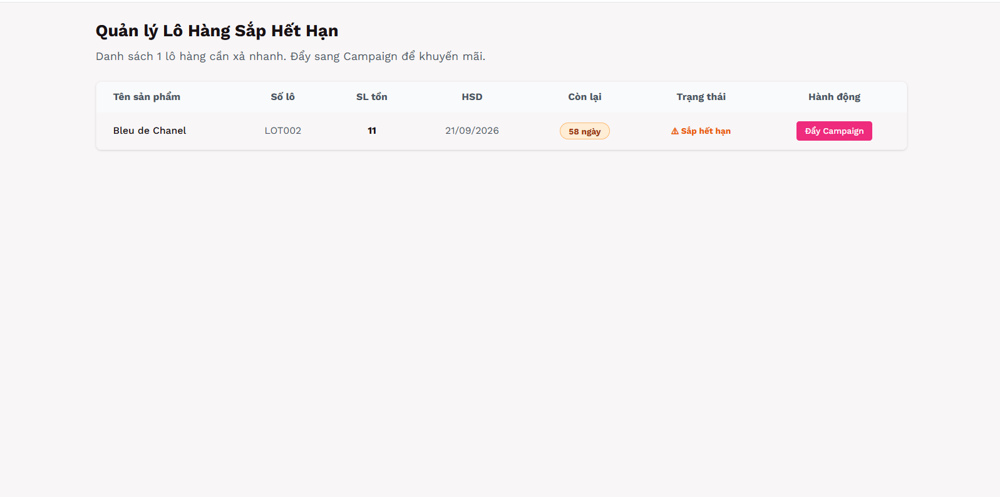 Quản lý Lô Hàng Sắp Hết Hạn
Danh sách 1 lô hàng cần xả nhanh. Đẩy sang Campaign để khuyến mãi.
Tên sản phẩm Số lô SL tồn HSD Còn lại Trạng thái Hành động
Bleu de Chanel LOT002 11 21/09/2026 58 ngày ⚠ Sắp hết hạn Đẩy Campaign